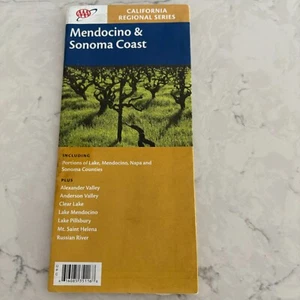 AAA
CALIFORNIA
REGIONAL SERIES
Mendocino &
Sonoma Coast
INCLUDING
Portions of Lake, Mendocino, Napa and
Sonoma Counties
PLUS
Alexander Valley
Anderson Valley
Clear Lake
Lake Mendocino
Lake Pillsbury
Mt. Saint Helena
Russian River